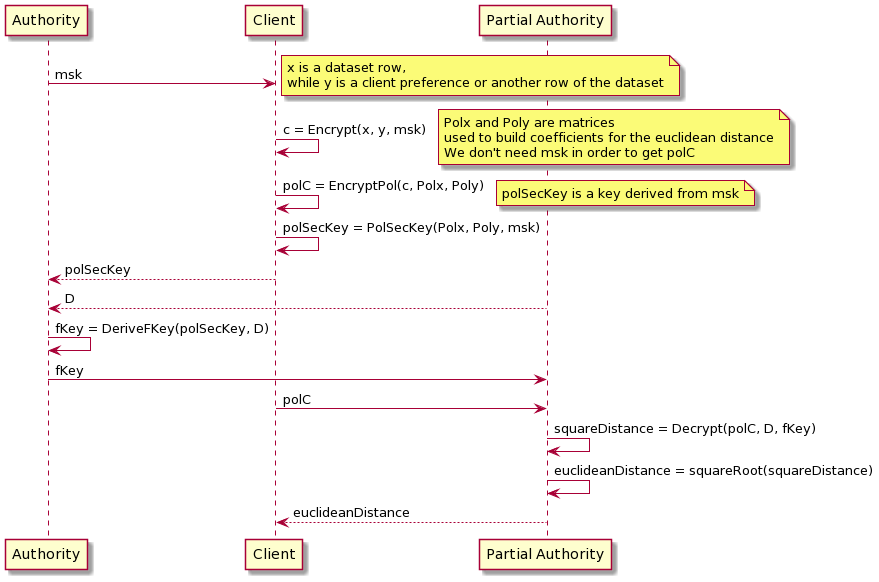 Authority
Client
Partial Authority
msk
x is a dataset row,
while y is a client preference or another row of the dataset
c = Encrypt(x, y, msk)
Polx and Poly are matrices
used to build coefficients for the euclidean distance
We don't need msk in order to get polC
polC = EncryptPol(c, Polx, Poly)
polSecKey is a key derived from msk
polSecKey = PolSecKey(Polx, Poly, msk)
polSecKey
D
fKey = DeriveFKey(polSecKey, D)
fKey
polC
squareDistance = Decrypt(polC, D, fKey)
euclideanDistance = squareRoot(squareDistance)
euclideanDistance
Authority
Client
Partial Authority